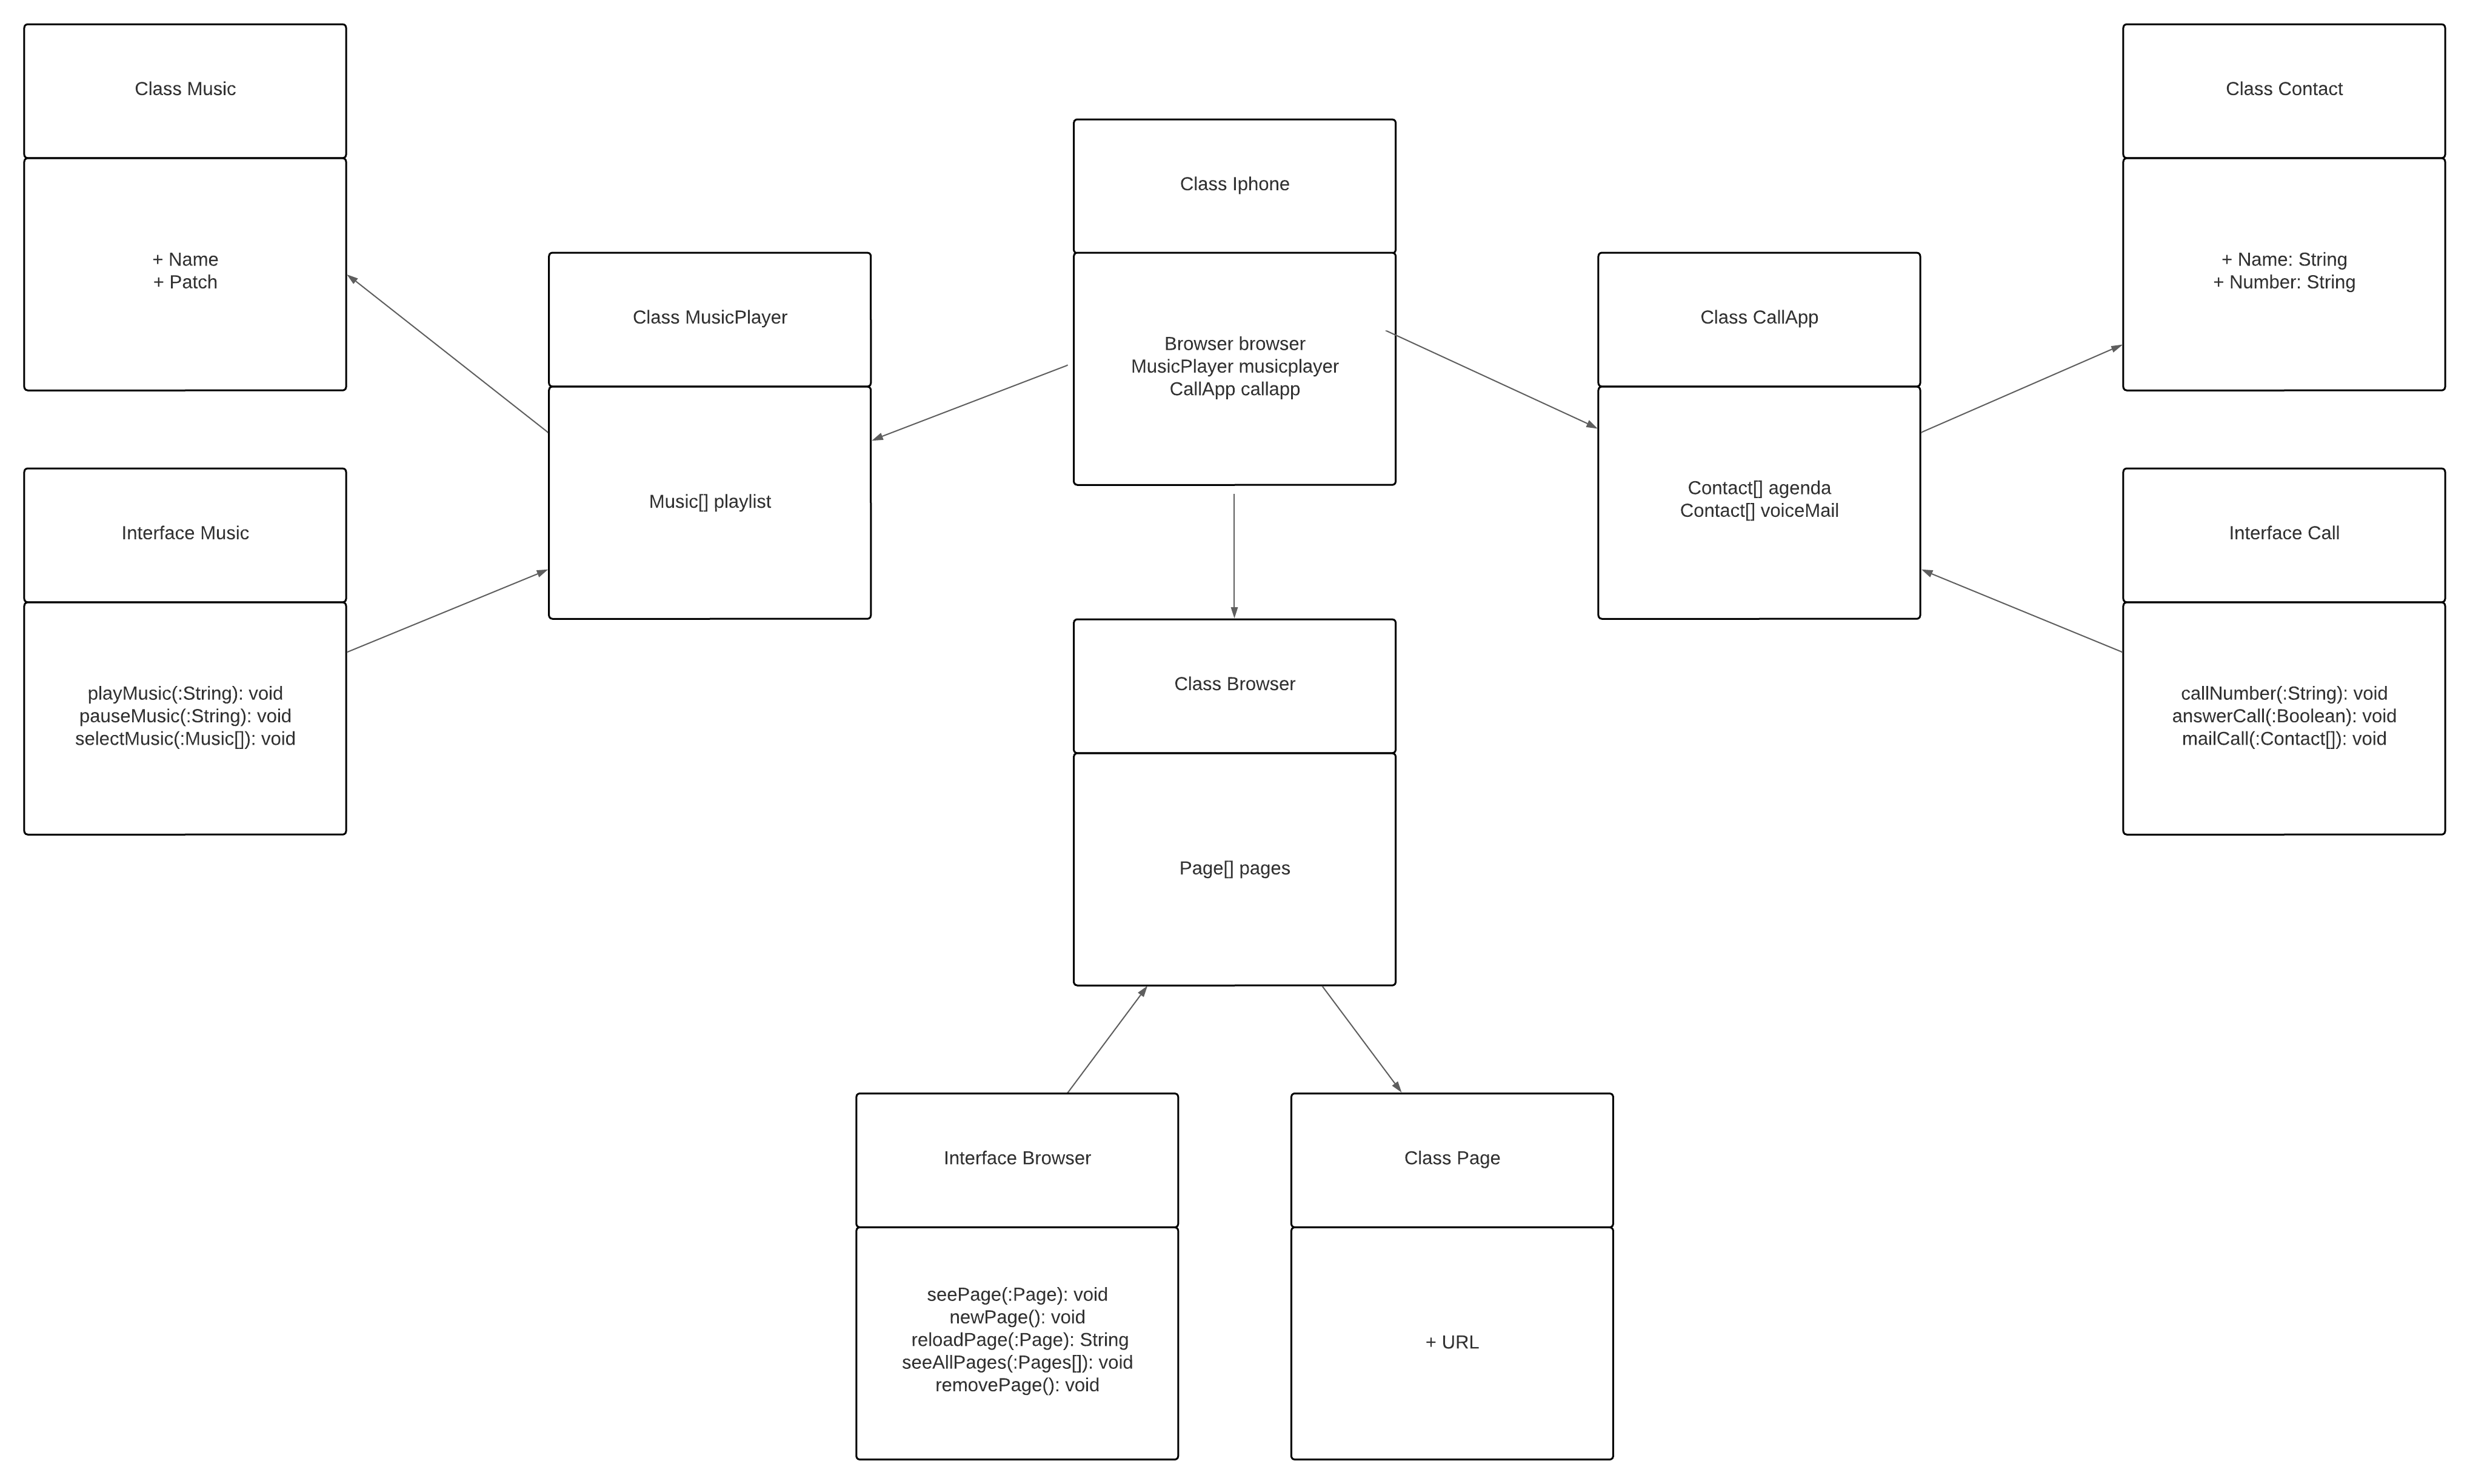 Class Music
+ Name
+ Patch
Class Contact
+ Name: String
+ Number: String
Class Iphone
Browser browser
MusicPlayer musicplayer
CallApp callapp
Class MusicPlayer
Music[] playlist
Class CallApp
Contact[] agenda
Contact[] voiceMail
Interface Music
playMusic(:String): void
pauseMusic(:String): void
selectMusic(:Music[]): void
Interface Call
callNumber(:String): void
answerCall(:Boolean): void
mailCall(:Contact[]): void
Class Browser
Page[] pages
Interface Browser
seePage(:Page): void
newPage(): void
reloadPage(:Page): String
seeAllPages(:Pages[]): void
removePage(): void
Class Page
+ URL